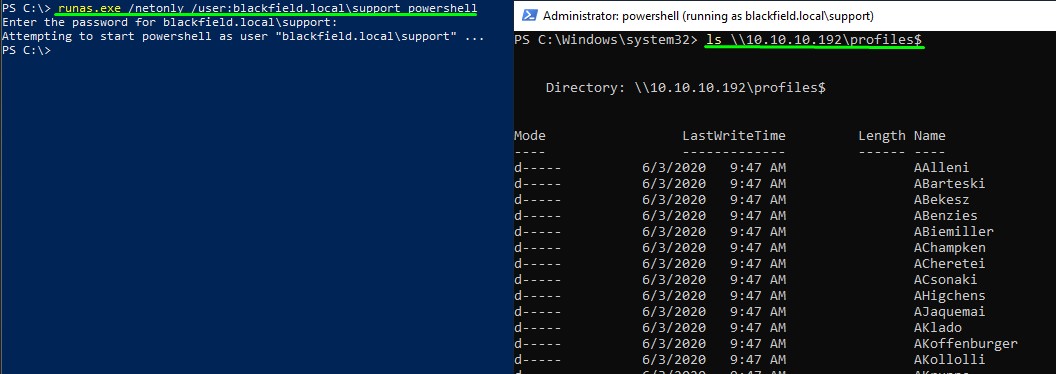 PS C:\> runas.exe /netonly /user:blackfield.local\support powershell
Enter the password for blackfield.local\support:
Attempting to start powershell as user "blackfield.local\support" ...
PS C:\>
Administrator: powershell (running as blackfield.local\support)
PS C:\Windows\system32> ls \\10.10.10.192\profiles$
Directory: \\10.10.10.192\profiles$
Mode LastWriteTime Length Name
---- ------------- ------ ----
d----- 6/3/2020 9:47 AM AAlleni
d----- 6/3/2020 9:47 AM ABarteski
d----- 6/3/2020 9:47 AM ABekesz
d----- 6/3/2020 9:47 AM ABenzies
d----- 6/3/2020 9:47 AM ABiemiller
d----- 6/3/2020 9:47 AM AChampken
d----- 6/3/2020 9:47 AM ACheretei
d----- 6/3/2020 9:47 AM ACsonaki
d----- 6/3/2020 9:47 AM AHigchens
d----- 6/3/2020 9:47 AM AJaquemai
d----- 6/3/2020 9:47 AM AKlado
d----- 6/3/2020 9:47 AM AKoffenburger
d----- 6/3/2020 9:47 AM AKollolli
d----- 6/3/2020 9:47 AM